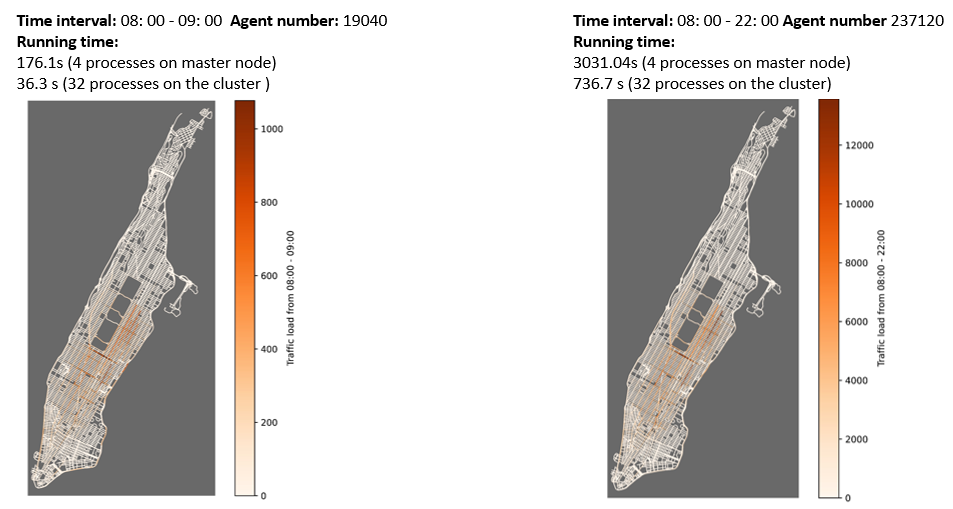 Time interval: 08: 00 - 09: 00 Agent number: 19040
Running time:
176.1s (4 processes on master node)
36.3 s (32 processes on the cluster )
1000
800
600
400
200
0
Traffic load from 08:00 - 09:00
Time interval: 08: 00 - 22: 00 Agent number 237120
Running time:
3031.04s (4 processes on master node)
736.7 s (32 processes on the cluster)
12000
10000
8000
6000
4000
2000
0
Traffic load from 08:00 - 22:00